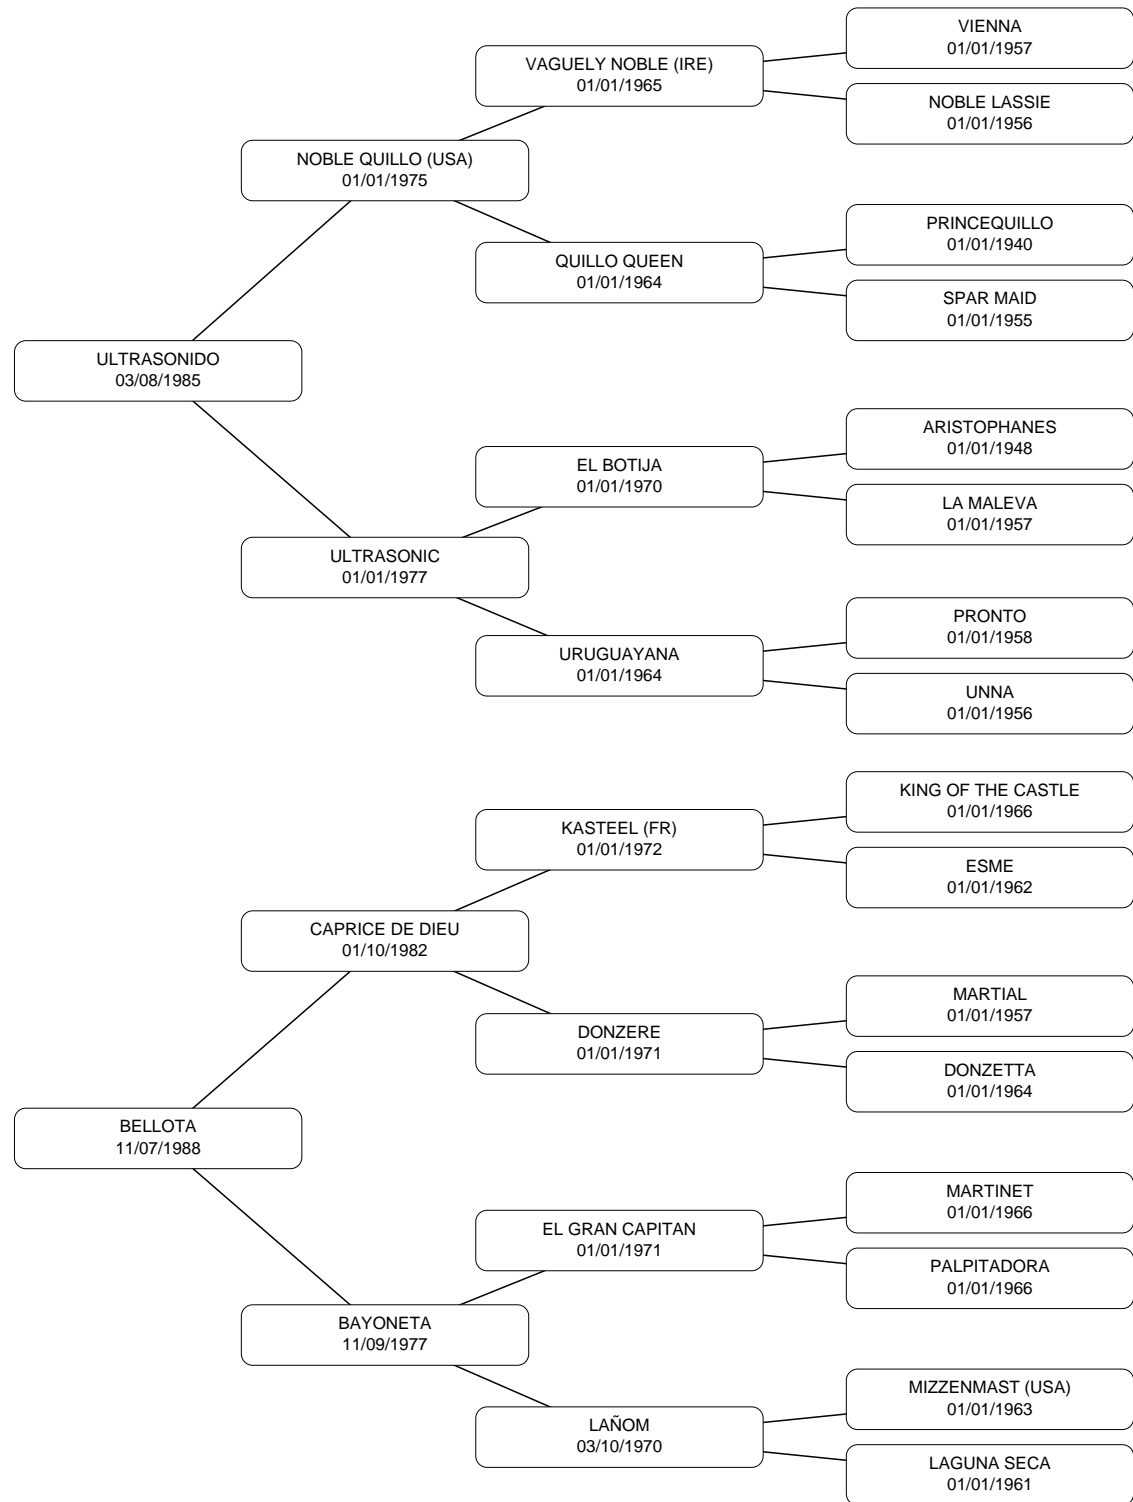 VIENNA
01/01/1957
VAGUELY NOBLE (IRE)
01/01/1965
NOBLE LASSIE
01/01/1956
NOBLE QUILLO (USA)
01/01/1975
PRINCEQUILLO
01/01/1940
QUILLO QUEEN
01/01/1964
SPAR MAID
01/01/1955
ULTRASONIDO
03/08/1985
ARISTOPHANES
01/01/1948
EL BOTIJA
01/01/1970
LA MALEVA
01/01/1957
ULTRASONIC
01/01/1977
PRONTO
01/01/1958
URUGUAYANA
01/01/1964
UNNA
01/01/1956
KING OF THE CASTLE
01/01/1966
KASTEEL (FR)
01/01/1972
ESME
01/01/1962
CAPRICE DE DIEU
01/10/1982
MARTIAL
01/01/1957
DONZERE
01/01/1971
DONZETTA
01/01/1964
BELLOTA
11/07/1988
MARTINET
01/01/1966
EL GRAN CAPITAN
01/01/1971
PALPITADORA
01/01/1966
BAYONETA
11/09/1977
MIZZENMAST (USA)
01/01/1963
LAÑOM
03/10/1970
LAGUNA SECA
01/01/1961